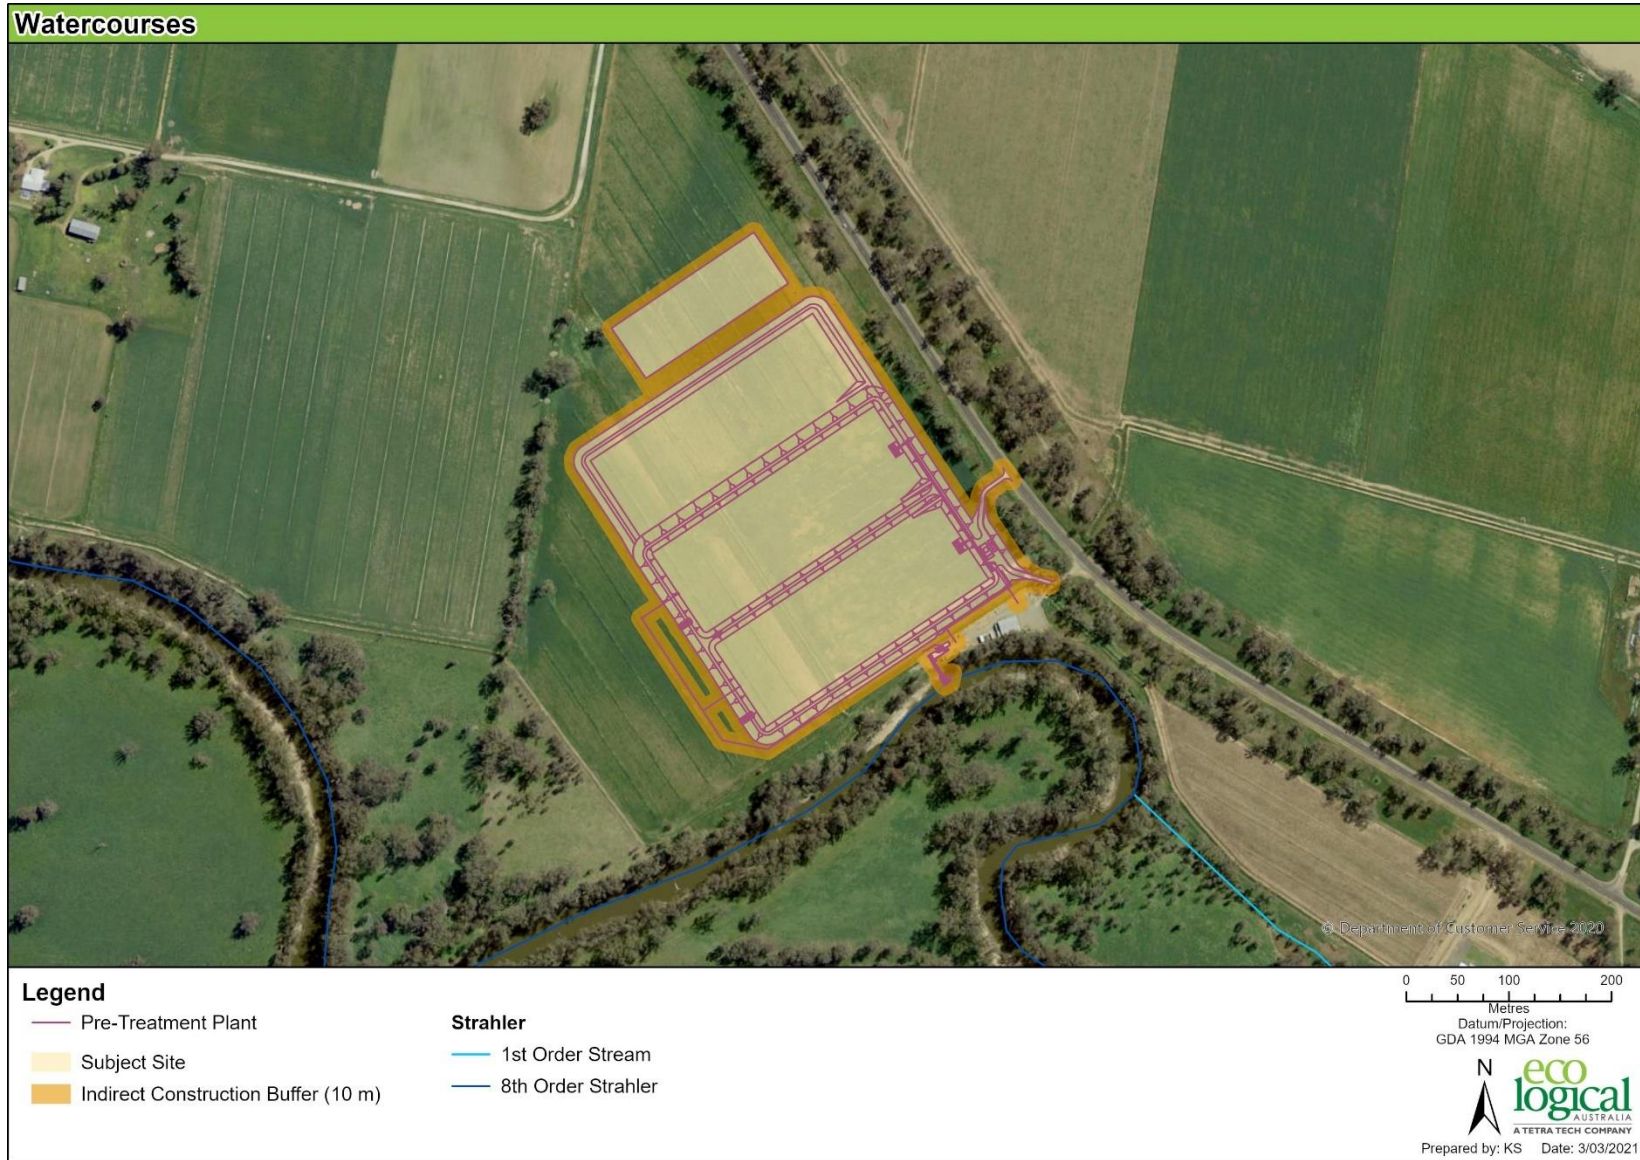 Watercourses
© Department of Customer Service 2020
Legend
Pre-Treatment Plant
Subject Site
Indirect Construction Buffer (10 m)
Strahler
1st Order Stream
8th Order Strahler
0 50 100 200
Metres
Datum/Projection:
GDA 1994 MGA Zone 56
N
eco
logical
AUSTRALIA
A TETRA TECH COMPANY
Prepared by: KS Date: 3/03/2021